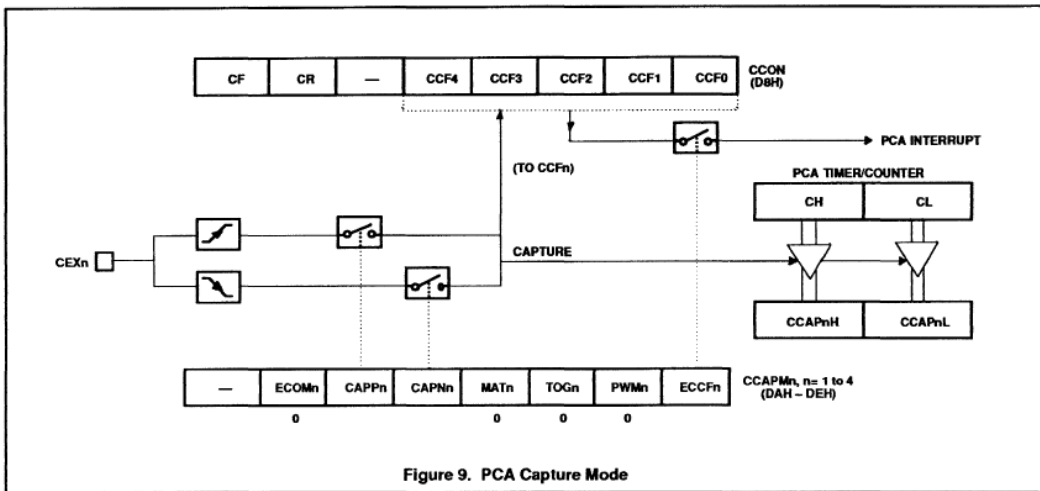 CF CR — CCF4 CCF3 CCF2 CCF1 CCF0
CCON
(D8H)
PCA INTERRUPT
(TO CCFn)
PCA TIMER/COUNTER
CH CL
CEXn
CAPTURE
CCAPnH CCAPnL
— ECOMn CAPPn CAPNn MATn TOGn PWMn ECCFn
CCAPMn, n= 1 to 4
(DAH – DEH)
0 0 0 0
Figure 9. PCA Capture Mode